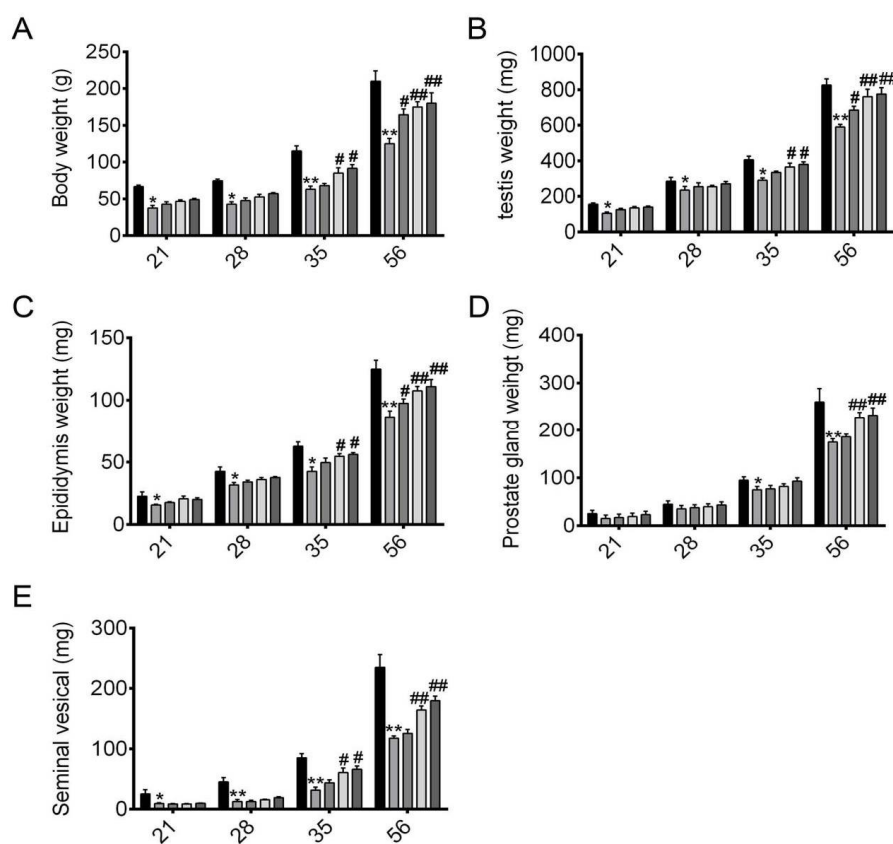 A
Body weight (g)
250
200
150
100
50
0
*
*
**
# #
**
# ## ##
21 28 35 56
B
testis weight (mg)
1000
800
600
400
200
0
*
*
*
# #
**
# ## ##
21 28 35 56
C
Epididymis weight (mg)
150
100
50
0
*
*
*
# #
**
# ## ##
21 28 35 56
D
Prostate gland weihgt (mg)
400
300
200
100
0
*
**
## ##
21 28 35 56
E
Seminal vesical (mg)
300
200
100
0
*
**
**
# #
**
## ##
21 28 35 56